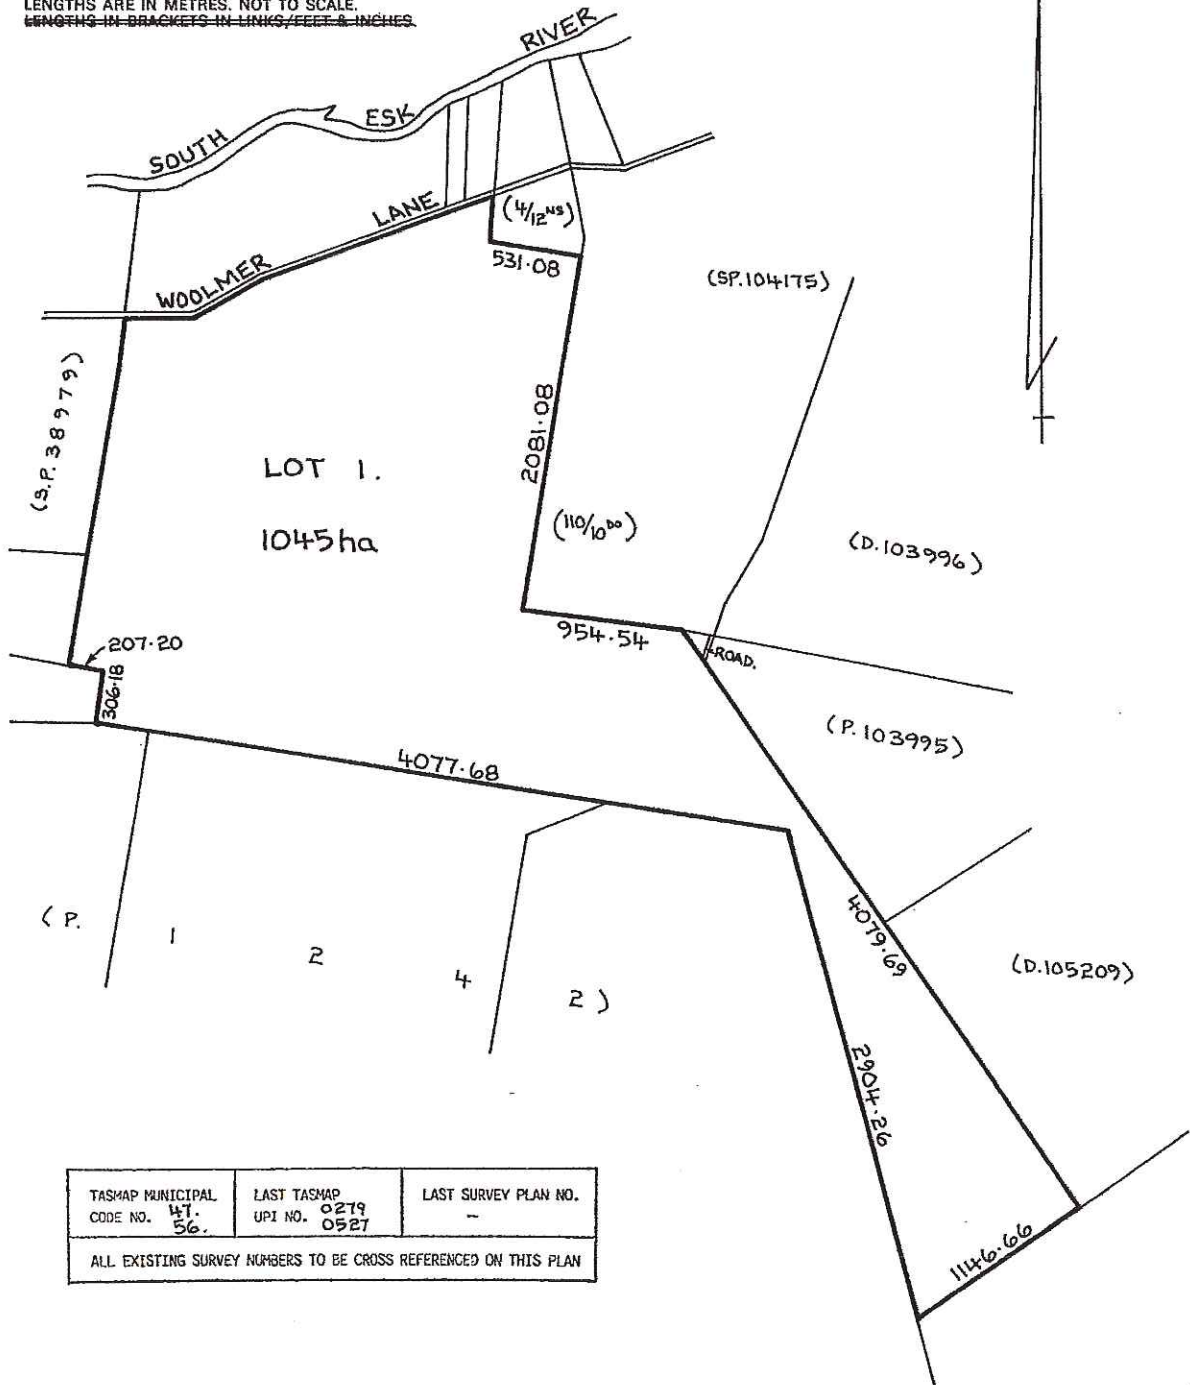 LENGTHS ARE IN METRES. NOT TO SCALE.
LENGTHS IN BRACKETS IN LINKS/FEET & INCHES
SOUTH ESK RIVER
WOOLMER LANE
(4/12NS)
531.08
(SP.104175)
(S.P.38979)
2081.08
LOT 1.
1045ha
(110/10DO)
(D.103996)
954.54
ROAD.
207.20
306.18
(P.103995)
4077.68
4079.69
(P. 1 2 4 2)
(D.105209)
2904.26
1146.66
TASMAP MUNICIPAL CODE NO. 47. 56.
LAST TASMAP UPI NO. 0279 0527
LAST SURVEY PLAN NO. -
ALL EXISTING SURVEY NUMBERS TO BE CROSS REFERENCED ON THIS PLAN